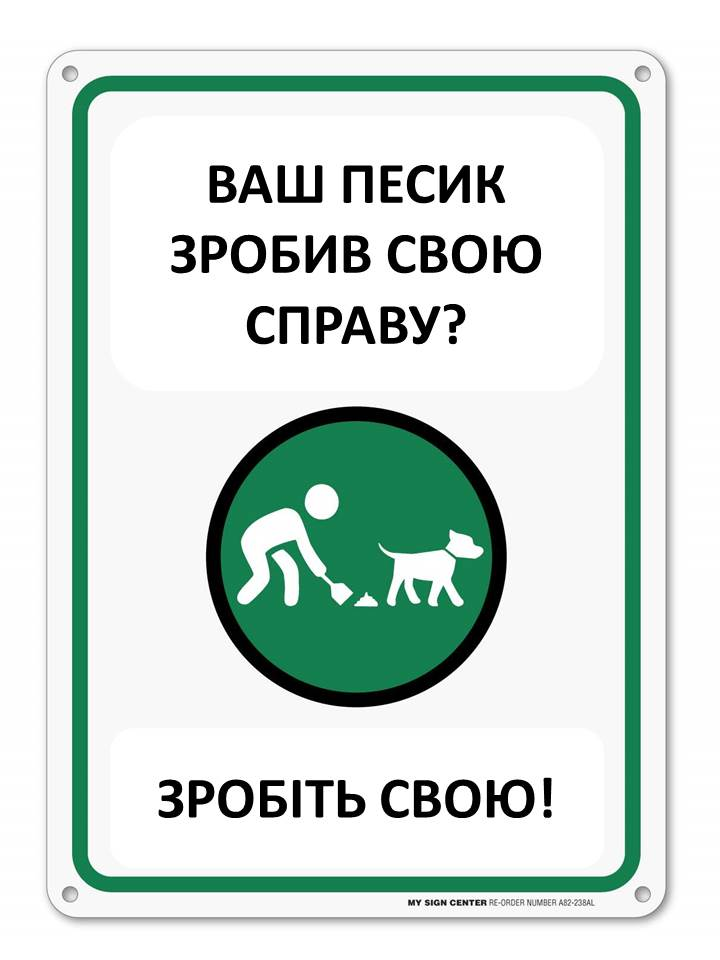 ВАШ ПЕСИК
ЗРОБИВ СВОЮ
СПРАВУ?
ЗРОБІТЬ СВОЮ!
MY SIGN CENTER RE-ORDER NUMBER A82-238AL